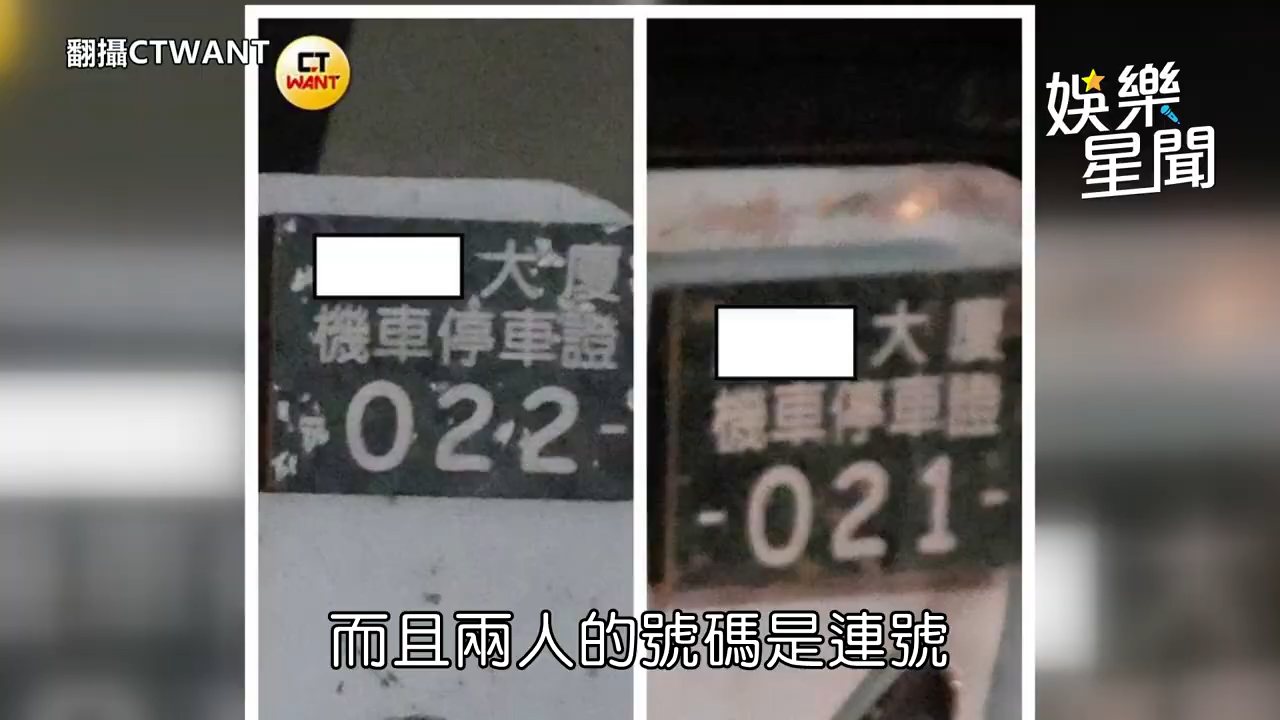 翻攝CTWANT
CT
WANT
娛樂
星聞
大廈
機車停車證
-022-
大廈
機車停車證
-021-
而且兩人的號碼是連號